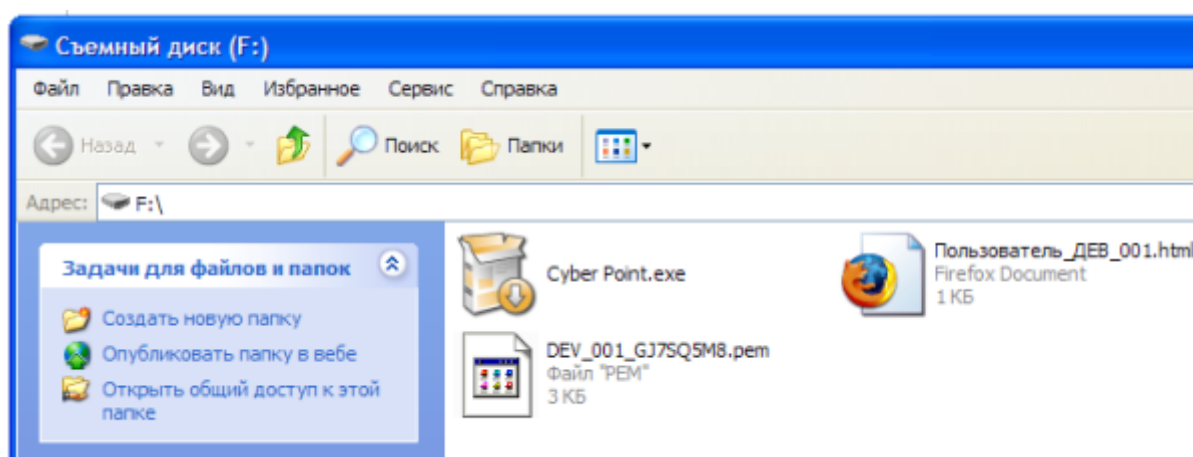 Съемный диск (F:)
Файл Правка Вид Избранное Сервис Справка
Назад Поиск Папки
Адрес: F:\
Задачи для файлов и папок
Создать новую папку
Опубликовать папку в вебе
Открыть общий доступ к этой
папке
Cyber Point.exe
Пользователь_ДЕВ_001.html
Firefox Document
1 КБ
DEV_001_GJ7SQ5M8.pem
Файл "PEM"
3 КБ